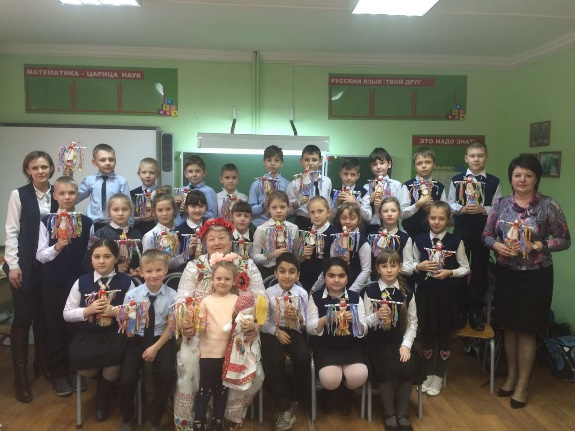 МАТЕМАТИКА - ЦАРИЦА НАУК
РУССКИЙ ЯЗЫК - ТВОЙ ДРУГ
ЭТО НАДО ЗНАТЬ